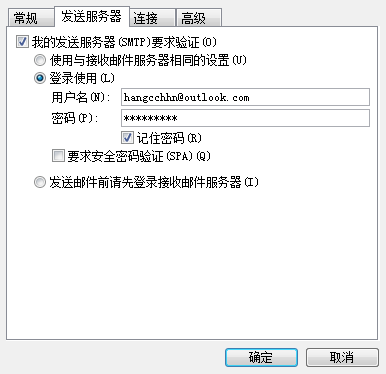 常规 发送服务器 连接 高级
我的发送服务器(SMTP)要求验证(O)
使用与接收邮件服务器相同的设置(U)
登录使用(L)
用户名(N): hangcchhn@outlook.com
密码(P): *********
记住密码(R)
要求安全密码验证(SPA)(Q)
发送邮件前请先登录接收邮件服务器(I)
确定 取消